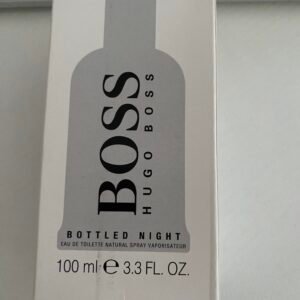 BOSS
HUGO BOSS
BOTTLED NIGHT
EAU DE TOILETTE NATURAL SPRAY VAPORISATEUR
100 ml ℮ 3.3 FL. OZ.